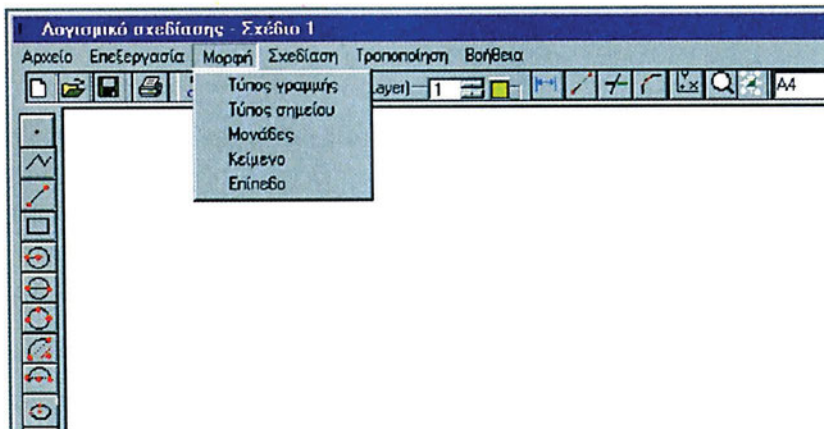 Λογισμικό σχεδίασης - Σχέδιο 1
Αρχείο Επεξεργασία Μορφή Σχεδίαση Τροποποίηση Βοήθεια
ayer) 1 A4
Τύπος γραμμής
Τύπος σημείου
Μονάδες
Κείμενο
Επίπεδο